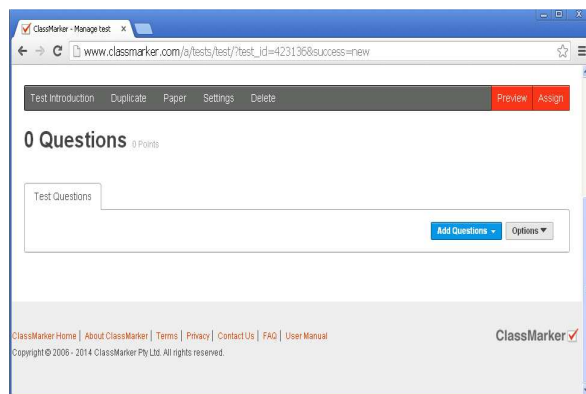 ClassMarker - Manage test
www.classmarker.com/a/tests/test/?test_id=423136&success=new
Test Introduction Duplicate Paper Settings Delete Preview Assign
0 Questions 0 Points
Test Questions
Add Questions Options
ClassMarker Home | About ClassMarker | Terms | Privacy | Contact Us | FAQ | User Manual
ClassMarker
Copyright © 2006 - 2014 ClassMarker Pty Ltd. All rights reserved.